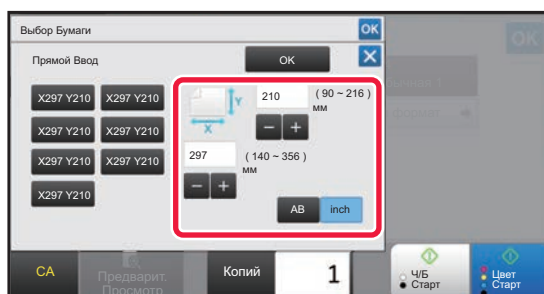 Выбор Бумаги
OK
Прямой Ввод
OK
OK
X297 Y210
X297 Y210
X297 Y210
X297 Y210
X297 Y210
X297 Y210
X297 Y210
Y
X
210
( 90 ~ 216 )
мм
297
( 140 ~ 356 )
мм
AB
inch
CA
Предварит.
Просмотр
Копий
1
Ч/Б
Старт
Цвет
Старт